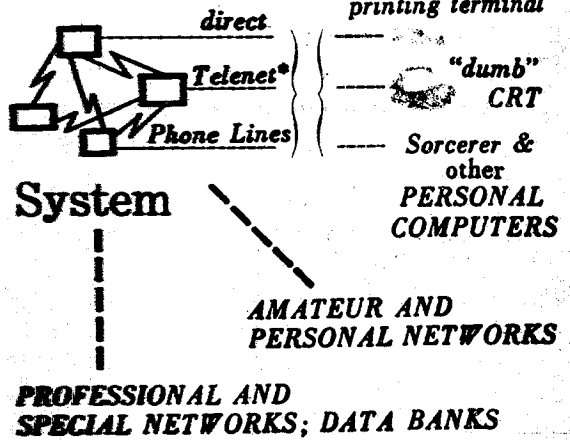 direct
printing terminal
Telenet*
"dumb"
CRT
Phone Lines
Sorcerer &
other
PERSONAL
COMPUTERS
System
AMATEUR AND
PERSONAL NETWORKS
PROFESSIONAL AND
SPECIAL NETWORKS; DATA BANKS